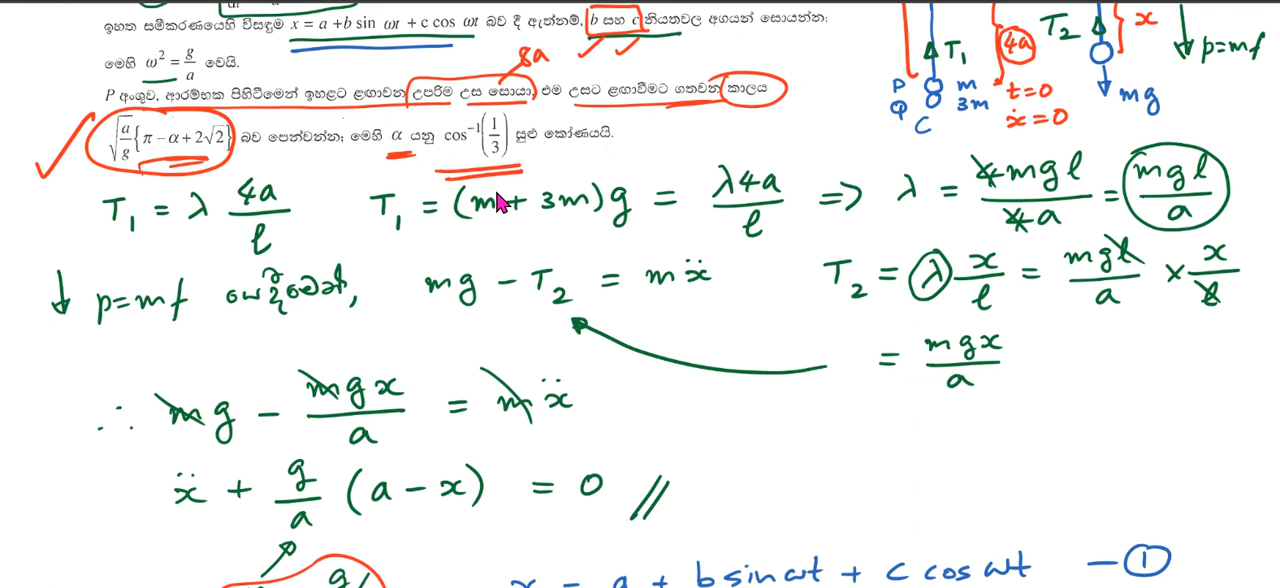 ඉහත සමීකරණයෙහි විසඳුම x = a + b sin ωt + c cos ωt බව දී ඇත්නම්, b සහ c නියතවල අගයන් සොයන්න:
මෙහි ω² = g/a වෙයි.
8a
P අංශුව, ආරම්භක පිහිටීමෙන් ඉහළට ළඟාවන උපරිම උස සොයා, එම උසට ළඟාවීමට ගතවන කාලය
√(a/g) {π − α + 2√2} බව පෙන්වන්න; මෙහි α යනු cos⁻¹(1/3) සුළු කෝණයයි.
T₁
4a
T₂
x
↓ p=mf
P m
Q 3m
C
t=0
ẋ=0
mg
T₁ = λ 4a/l
T₁ = (m + 3m)g = λ4a/l ⇒ λ = 4mgl/4a = mgl/a
↓ p=mf යෙදීමෙන්, mg − T₂ = mẍ
T₂ = λ x/l = mgl/a × x/l
= mgx/a
∴ mg − mgx/a = mẍ
ẍ + g/a (a − x) = 0 //
g/
x = a + b sin ωt + c cos ωt — ①